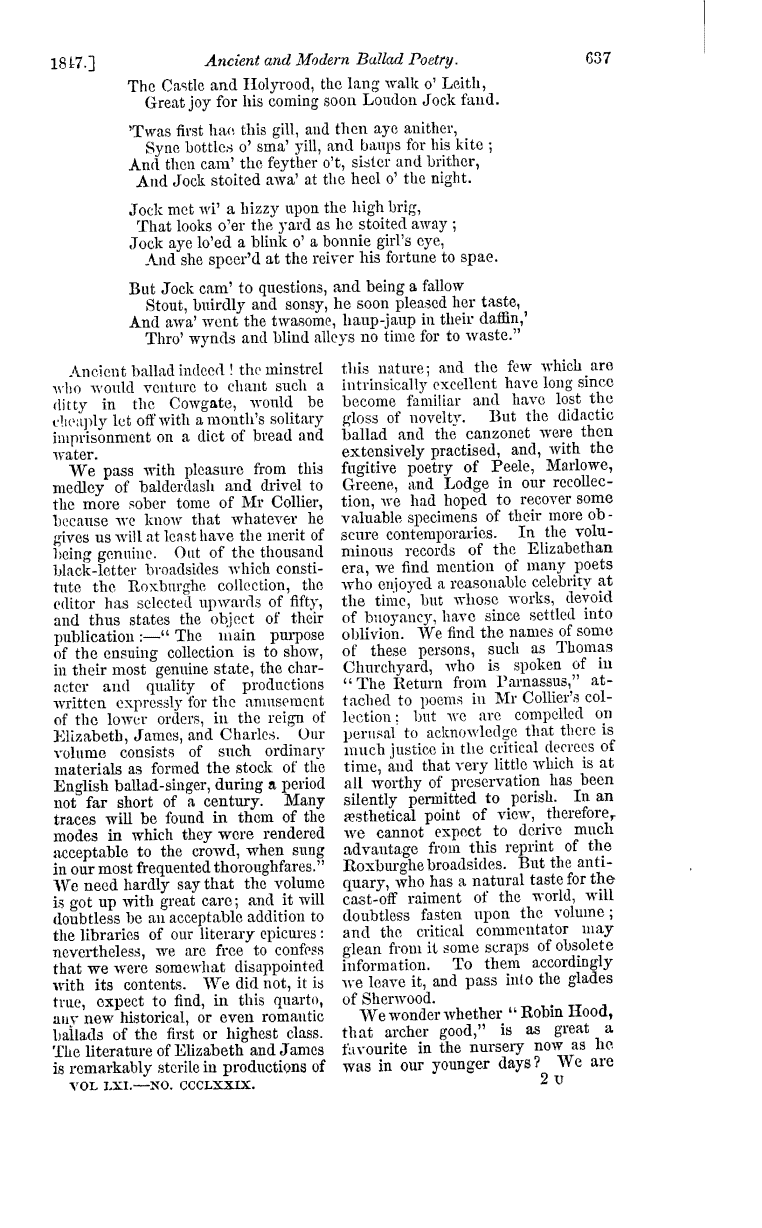 1847.] Ancient and Modern Ballad Poetry. 637
The Castle and Holyrood, the lang walk o' Leith,
Great joy for his coming soon London Jock fand.
'Twas first hae this gill, and then aye anither,
Syne bottles o' sma' yill, and baups for his kite ;
And then cam' the feyther o't, sister and brither,
And Jock stoited awa' at the heel o' the night.
Jock met wi' a hizzy upon the high brig,
That looks o'er the yard as he stoited away ;
Jock aye lo'ed a blink o' a bonnie girl's eye,
And she speer'd at the reiver his fortune to spae.
But Jock cam' to questions, and being a fallow
Stout, buirdly and sonsy, he soon pleased her taste,
And awa' went the twasome, haup-jaup in their daffin,'
Thro' wynds and blind alleys no time for to waste."
Ancient ballad indeed ! the minstrel
who would venture to chant such a
ditty in the Cowgate, would be
cheaply let off with a month's solitary
imprisonment on a diet of bread and
water.
We pass with pleasure from this
medley of balderdash and drivel to
the more sober tome of Mr Collier,
because we know that whatever he
gives us will at least have the merit of
being genuine. Out of the thousand
black-letter broadsides which consti-
tute the Roxburghe collection, the
editor has selected upwards of fifty,
and thus states the object of their
publication :—" The main purpose
of the ensuing collection is to show,
in their most genuine state, the char-
acter and quality of productions
written expressly for the amusement
of the lower orders, in the reign of
Elizabeth, James, and Charles. Our
volume consists of such ordinary
materials as formed the stock of the
English ballad-singer, during a period
not far short of a century. Many
traces will be found in them of the
modes in which they were rendered
acceptable to the crowd, when sung
in our most frequented thoroughfares."
We need hardly say that the volume
is got up with great care; and it will
doubtless be an acceptable addition to
the libraries of our literary epicures :
nevertheless, we are free to confess
that we were somewhat disappointed
with its contents. We did not, it is
true, expect to find, in this quarto,
any new historical, or even romantic
ballads of the first or highest class.
The literature of Elizabeth and James
is remarkably sterile in productions of
this nature; and the few which are
intrinsically excellent have long since
become familiar and have lost the
gloss of novelty. But the didactic
ballad and the canzonet were then
extensively practised, and, with the
fugitive poetry of Peele, Marlowe,
Greene, and Lodge in our recollec-
tion, we had hoped to recover some
valuable specimens of their more ob-
scure contemporaries. In the volu-
minous records of the Elizabethan
era, we find mention of many poets
who enjoyed a reasonable celebrity at
the time, but whose works, devoid
of buoyancy, have since settled into
oblivion. We find the names of some
of these persons, such as Thomas
Churchyard, who is spoken of in
" The Return from Parnassus," at-
tached to poems in Mr Collier's col-
lection; but we are compelled on
perusal to acknowledge that there is
much justice in the critical decrees of
time, and that very little which is at
all worthy of preservation has been
silently permitted to perish. In an
æsthetical point of view, therefore,
we cannot expect to derive much
advantage from this reprint of the
Roxburghe broadsides. But the anti-
quary, who has a natural taste for the
cast-off raiment of the world, will
doubtless fasten upon the volume ;
and the critical commentator may
glean from it some scraps of obsolete
information. To them accordingly
we leave it, and pass into the glades
of Sherwood.
We wonder whether " Robin Hood,
that archer good," is as great a
favourite in the nursery now as he
was in our younger days? We are
VOL LXI.—NO. CCCLXXIX. 2 U